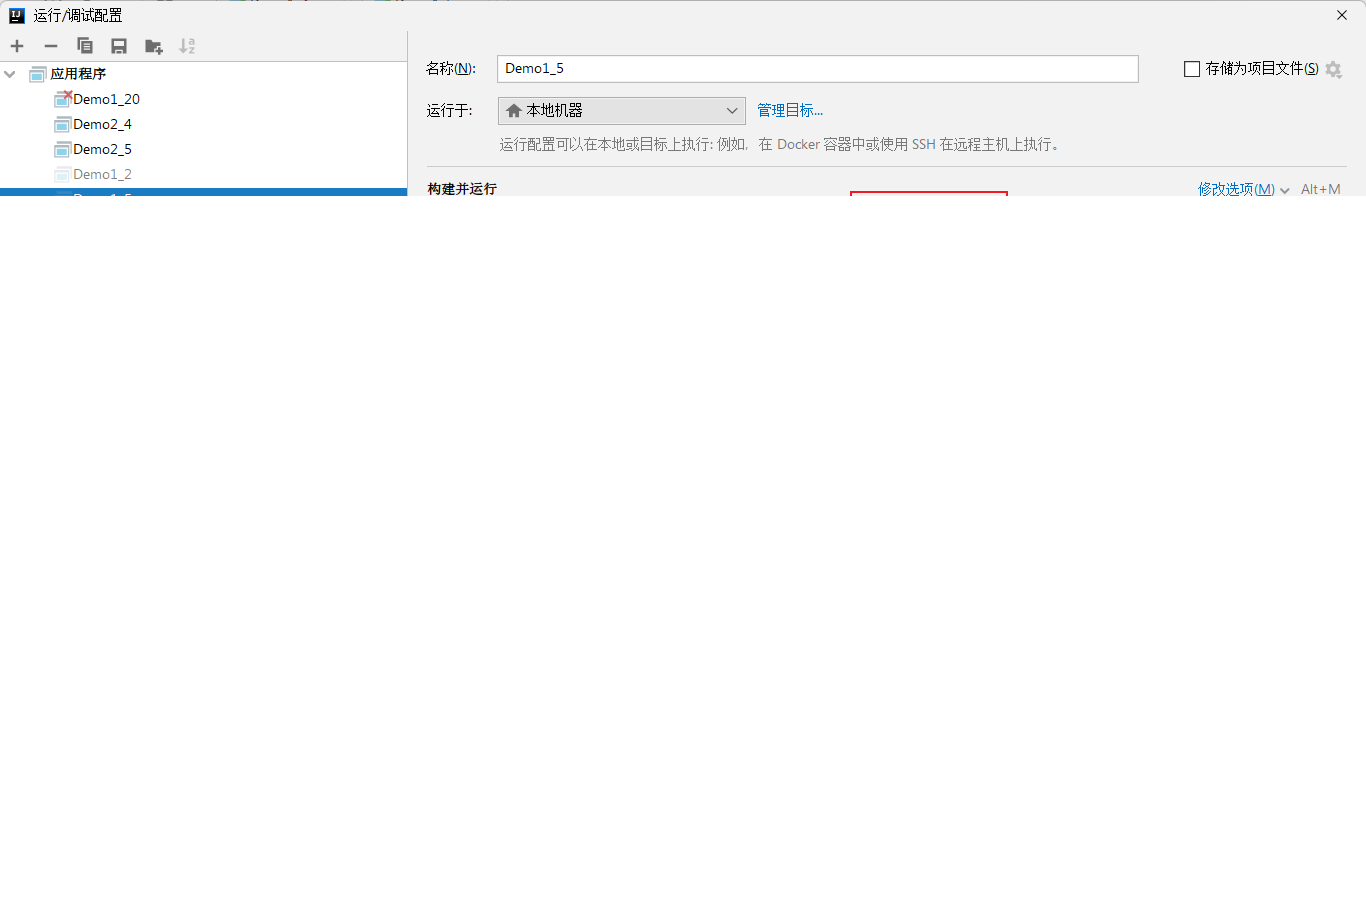 运行/调试配置
应用程序
Demo1_20
Demo2_4
Demo2_5
Demo1_2
名称(N): Demo1_5 存储为项目文件(S)
运行于: 本地机器 管理目标...
运行配置可以在本地或目标上执行: 例如, 在 Docker 容器中或使用 SSH 在远程主机上执行。
构建并运行 修改选项(M) Alt+M